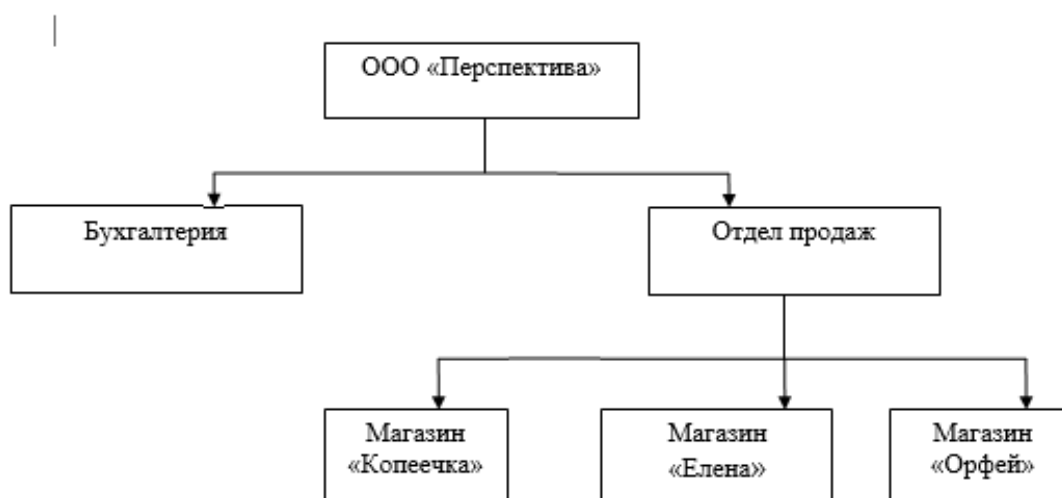 ООО «Перспектива»
Бухгалтерия
Отдел продаж
Магазин
«Копеечка»
Магазин
«Елена»
Магазин
«Орфей»